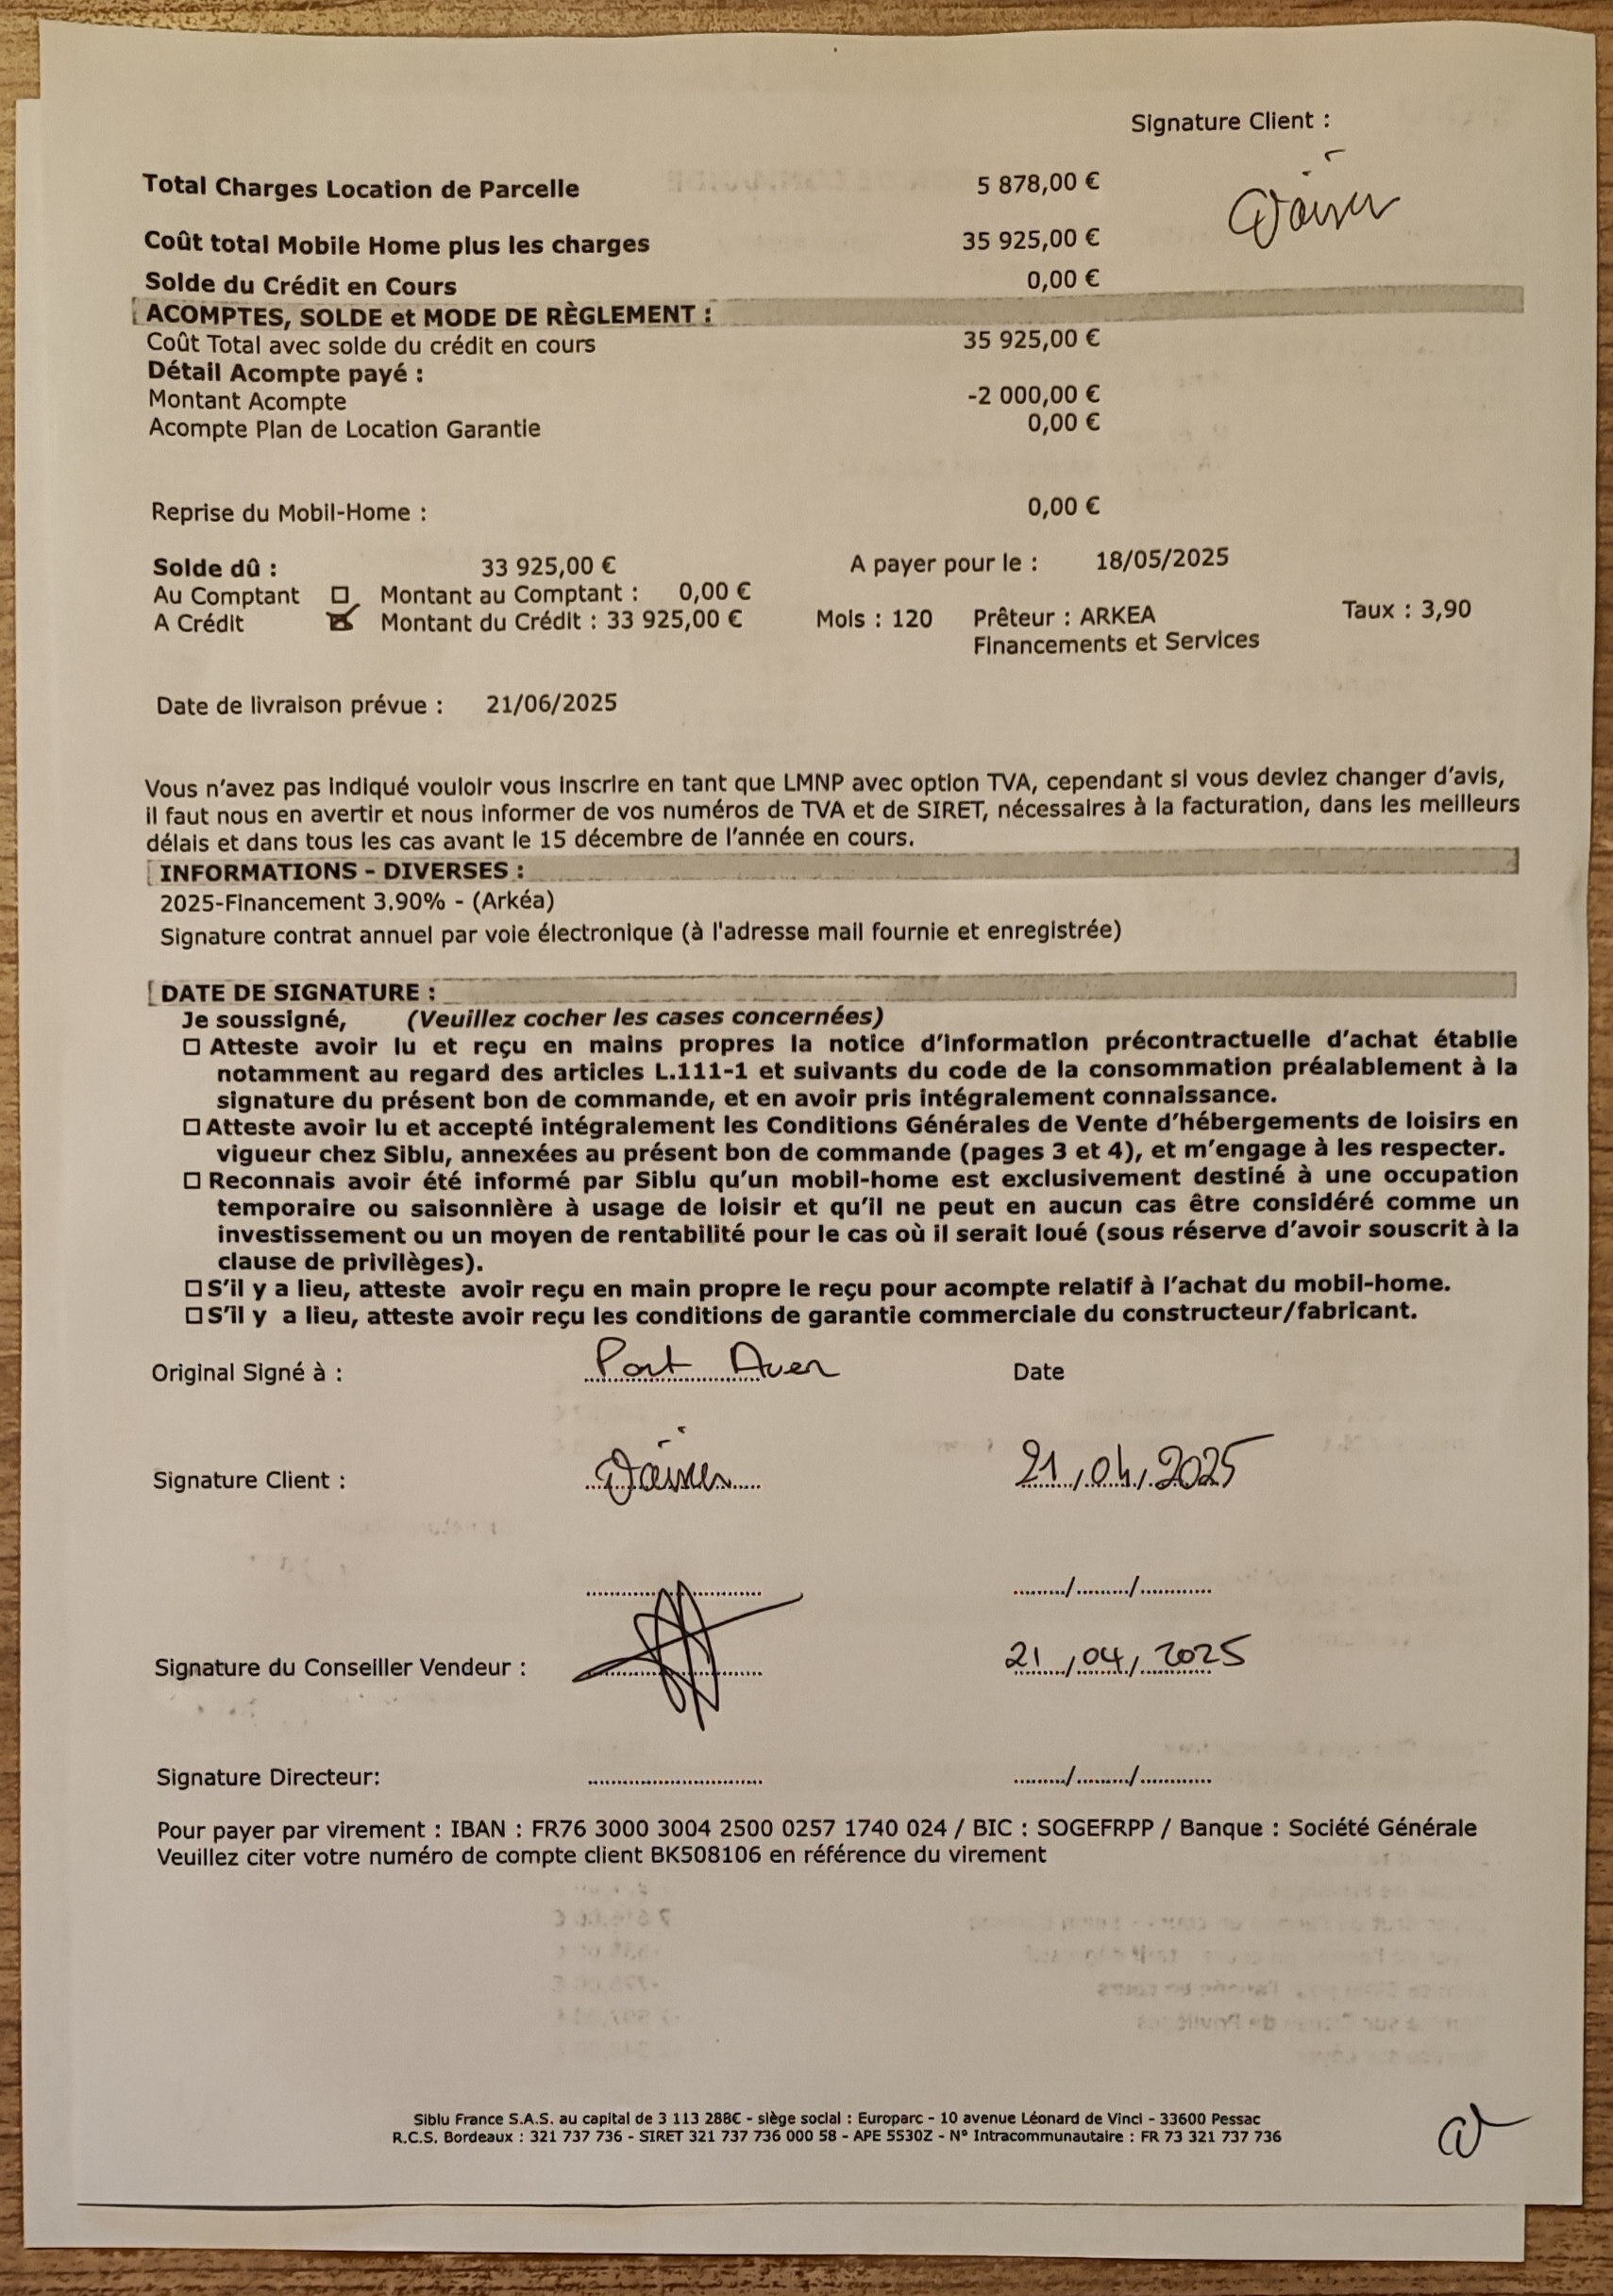 Signature Client :
Total Charges Location de Parcelle 5 878,00 €
Coût total Mobile Home plus les charges 35 925,00 €
Solde du Crédit en Cours 0,00 €
ACOMPTES, SOLDE et MODE DE RÈGLEMENT :
Coût Total avec solde du crédit en cours 35 925,00 €
Détail Acompte payé :
Montant Acompte -2 000,00 €
Acompte Plan de Location Garantie 0,00 €
Reprise du Mobil-Home : 0,00 €
Solde dû : 33 925,00 € A payer pour le : 18/05/2025
Au Comptant ☐ Montant au Comptant : 0,00 €
A Crédit ☒ Montant du Crédit : 33 925,00 € Mois : 120 Prêteur : ARKEA Taux : 3,90
Financements et Services
Date de livraison prévue : 21/06/2025
Vous n'avez pas indiqué vouloir vous inscrire en tant que LMNP avec option TVA, cependant si vous deviez changer d'avis,
il faut nous en avertir et nous informer de vos numéros de TVA et de SIRET, nécessaires à la facturation, dans les meilleurs
délais et dans tous les cas avant le 15 décembre de l'année en cours.
INFORMATIONS - DIVERSES :
2025-Financement 3.90% - (Arkéa)
Signature contrat annuel par voie électronique (à l'adresse mail fournie et enregistrée)
DATE DE SIGNATURE :
Je soussigné, (Veuillez cocher les cases concernées)
☐ Atteste avoir lu et reçu en mains propres la notice d'information précontractuelle d'achat établie
notamment au regard des articles L.111-1 et suivants du code de la consommation préalablement à la
signature du présent bon de commande, et en avoir pris intégralement connaissance.
☐ Atteste avoir lu et accepté intégralement les Conditions Générales de Vente d'hébergements de loisirs en
vigueur chez Siblu, annexées au présent bon de commande (pages 3 et 4), et m'engage à les respecter.
☐ Reconnais avoir été informé par Siblu qu'un mobil-home est exclusivement destiné à une occupation
temporaire ou saisonnière à usage de loisir et qu'il ne peut en aucun cas être considéré comme un
investissement ou un moyen de rentabilité pour le cas où il serait loué (sous réserve d'avoir souscrit à la
clause de privilèges).
☐ S'il y a lieu, atteste avoir reçu en main propre le reçu pour acompte relatif à l'achat du mobil-home.
☐ S'il y a lieu, atteste avoir reçu les conditions de garantie commerciale du constructeur/fabricant.
Original Signé à : Pont Aven Date
Signature Client : 21/04/2025
........./........./............
Signature du Conseiller Vendeur : 21/04/2025
Signature Directeur: ........./........./............
Pour payer par virement : IBAN : FR76 3000 3004 2500 0257 1740 024 / BIC : SOGEFRPP / Banque : Société Générale
Veuillez citer votre numéro de compte client BK508106 en référence du virement
Siblu France S.A.S. au capital de 3 113 288€ - siège social : Europarc - 10 avenue Léonard de Vinci - 33600 Pessac
R.C.S. Bordeaux : 321 737 736 - SIRET 321 737 736 000 58 - APE 5530Z - N° Intracommunautaire : FR 73 321 737 736